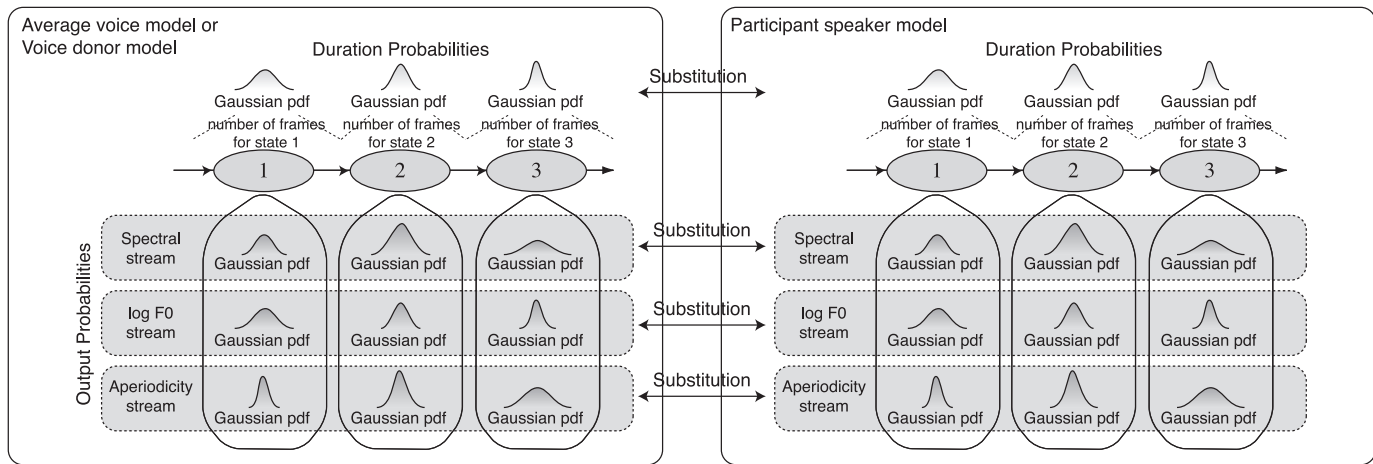 Average voice model or
Voice donor model
Duration Probabilities
Gaussian pdf Gaussian pdf Gaussian pdf
number of frames number of frames number of frames
for state 1 for state 2 for state 3
1 2 3
Output Probabilities
Spectral
stream
Gaussian pdf Gaussian pdf Gaussian pdf
log F0
stream
Gaussian pdf Gaussian pdf Gaussian pdf
Aperiodicity
stream
Gaussian pdf Gaussian pdf Gaussian pdf
Substitution
Substitution
Substitution
Substitution
Participant speaker model
Duration Probabilities
Gaussian pdf Gaussian pdf Gaussian pdf
number of frames number of frames number of frames
for state 1 for state 2 for state 3
1 2 3
Spectral
stream
Gaussian pdf Gaussian pdf Gaussian pdf
log F0
stream
Gaussian pdf Gaussian pdf Gaussian pdf
Aperiodicity
stream
Gaussian pdf Gaussian pdf Gaussian pdf